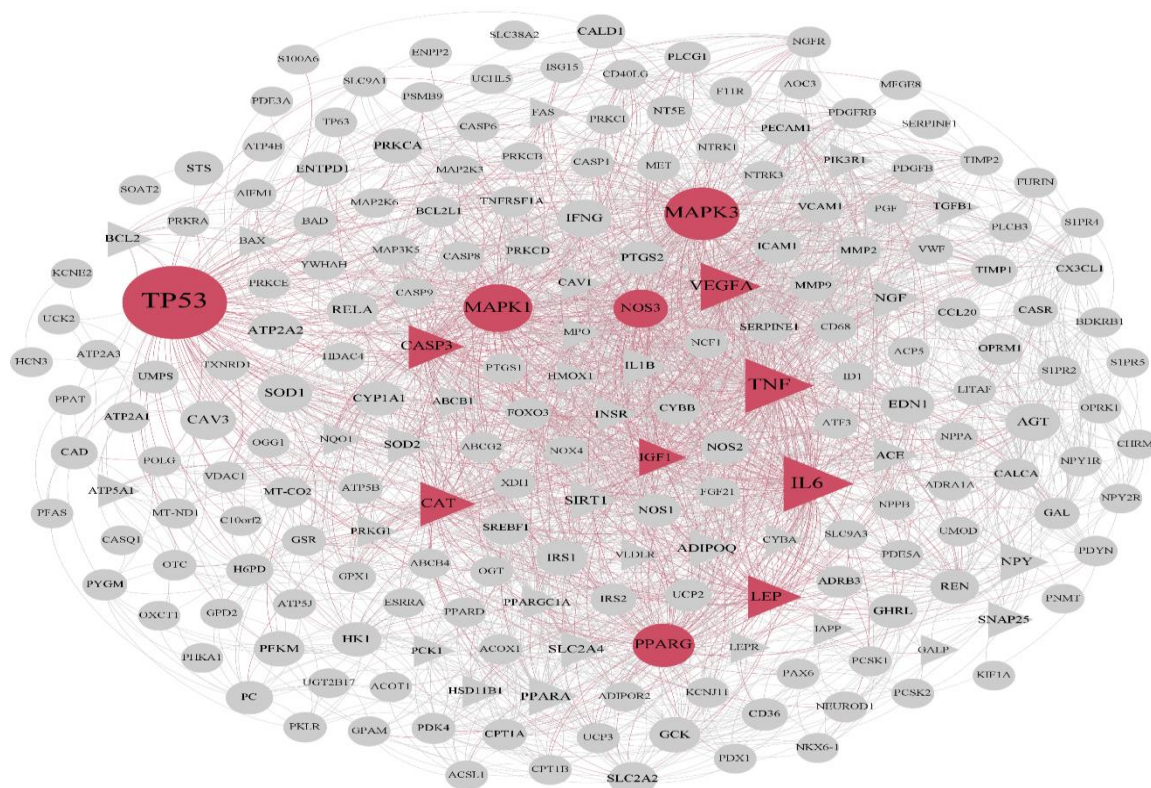 SLC38A2
CALD1
NGFR
S100A6
ENPP2
ISG15
PLCG1
SLC9A1
UCHL5
CD40LG
F11R
AOC3
MFGE8
PDE3A
PSMB9
FAS
PRKCI
NT5E
PDGFRB
SERPINF1
TP63
CASP6
PECAM1
ATP4B
PRKCA
PRKCB
CASP1
MET
NTRK1
PIK3R1
TIMP2
STS
ENTPD1
MAP2K3
NTRK3
PDGFB
FURIN
SOAT2
AIFM1
MAP2K6
BCL2L1
TNFRSF1A
IFNG
MAPK3
VCAM1
PGF
TGFB1
S1PR4
PRKRA
BAD
PLCB3
BCL2
BAX
MAP3K5
CASP8
PRKCD
PTGS2
ICAM1
MMP2
VWF
KCNE2
YWHAH
TIMP1
CX3CL1
TP53
PRKCE
CASP9
CAV1
VEGFA
MMP9
NGF
UCK2
RELA
MAPK1
NOS3
CCL20
CASR
BDKRB1
ATP2A2
MPO
SERPINE1
CD68
HCN3
ATP2A3
TXNRD1
HDAC4
CASP3
NCF1
ACP5
OPRM1
S1PR5
UMPS
PTGS1
HMOX1
IL1B
TNF
ID1
LITAF
S1PR2
PPAT
ATP2A1
CAV3
SOD1
CYP1A1
ABCB1
FOXO3
INSR
CYBB
EDN1
AGT
OPRK1
CAD
OGG1
NQO1
SOD2
ABCG2
NOX4
IGF1
NOS2
ATF3
ACE
NPPA
NPY1R
CHRM
POLG
VDAC1
CALCA
ATP5A1
MT-CO2
ATP5B
CAT
XDH
SIRT1
NOS1
FGF21
IL6
NPPB
ADRA1A
NPY2R
PFAS
MT-ND1
C10orf2
PRKG1
SREBF1
GAL
CASQ1
GSR
VLDLR
ADIPOQ
CYBA
SLC9A3
UMOD
PDYN
PYGM
OTC
H6PD
GPX1
ABCB4
OGT
IRS1
PDE5A
NPY
OXCT1
GPD2
ATP5J
ESRRA
PPARD
PPARGC1A
IRS2
UCP2
LEP
ADRB3
REN
PNMT
GHRL
SNAP25
PHKA1
PFKM
HK1
PCK1
ACOX1
SLC2A4
PPARG
LEPR
IAPP
GALP
PC
UGT2B17
ACOT1
HSD11B1
PPARA
ADIPOR2
KCNJ11
PAX6
PCSK1
PCSK2
KIF1A
PKLR
GPAM
PDK4
CPT1A
UCP3
GCK
CD36
NEUROD1
ACSL1
CPT1B
SLC2A2
PDX1
NKX6-1